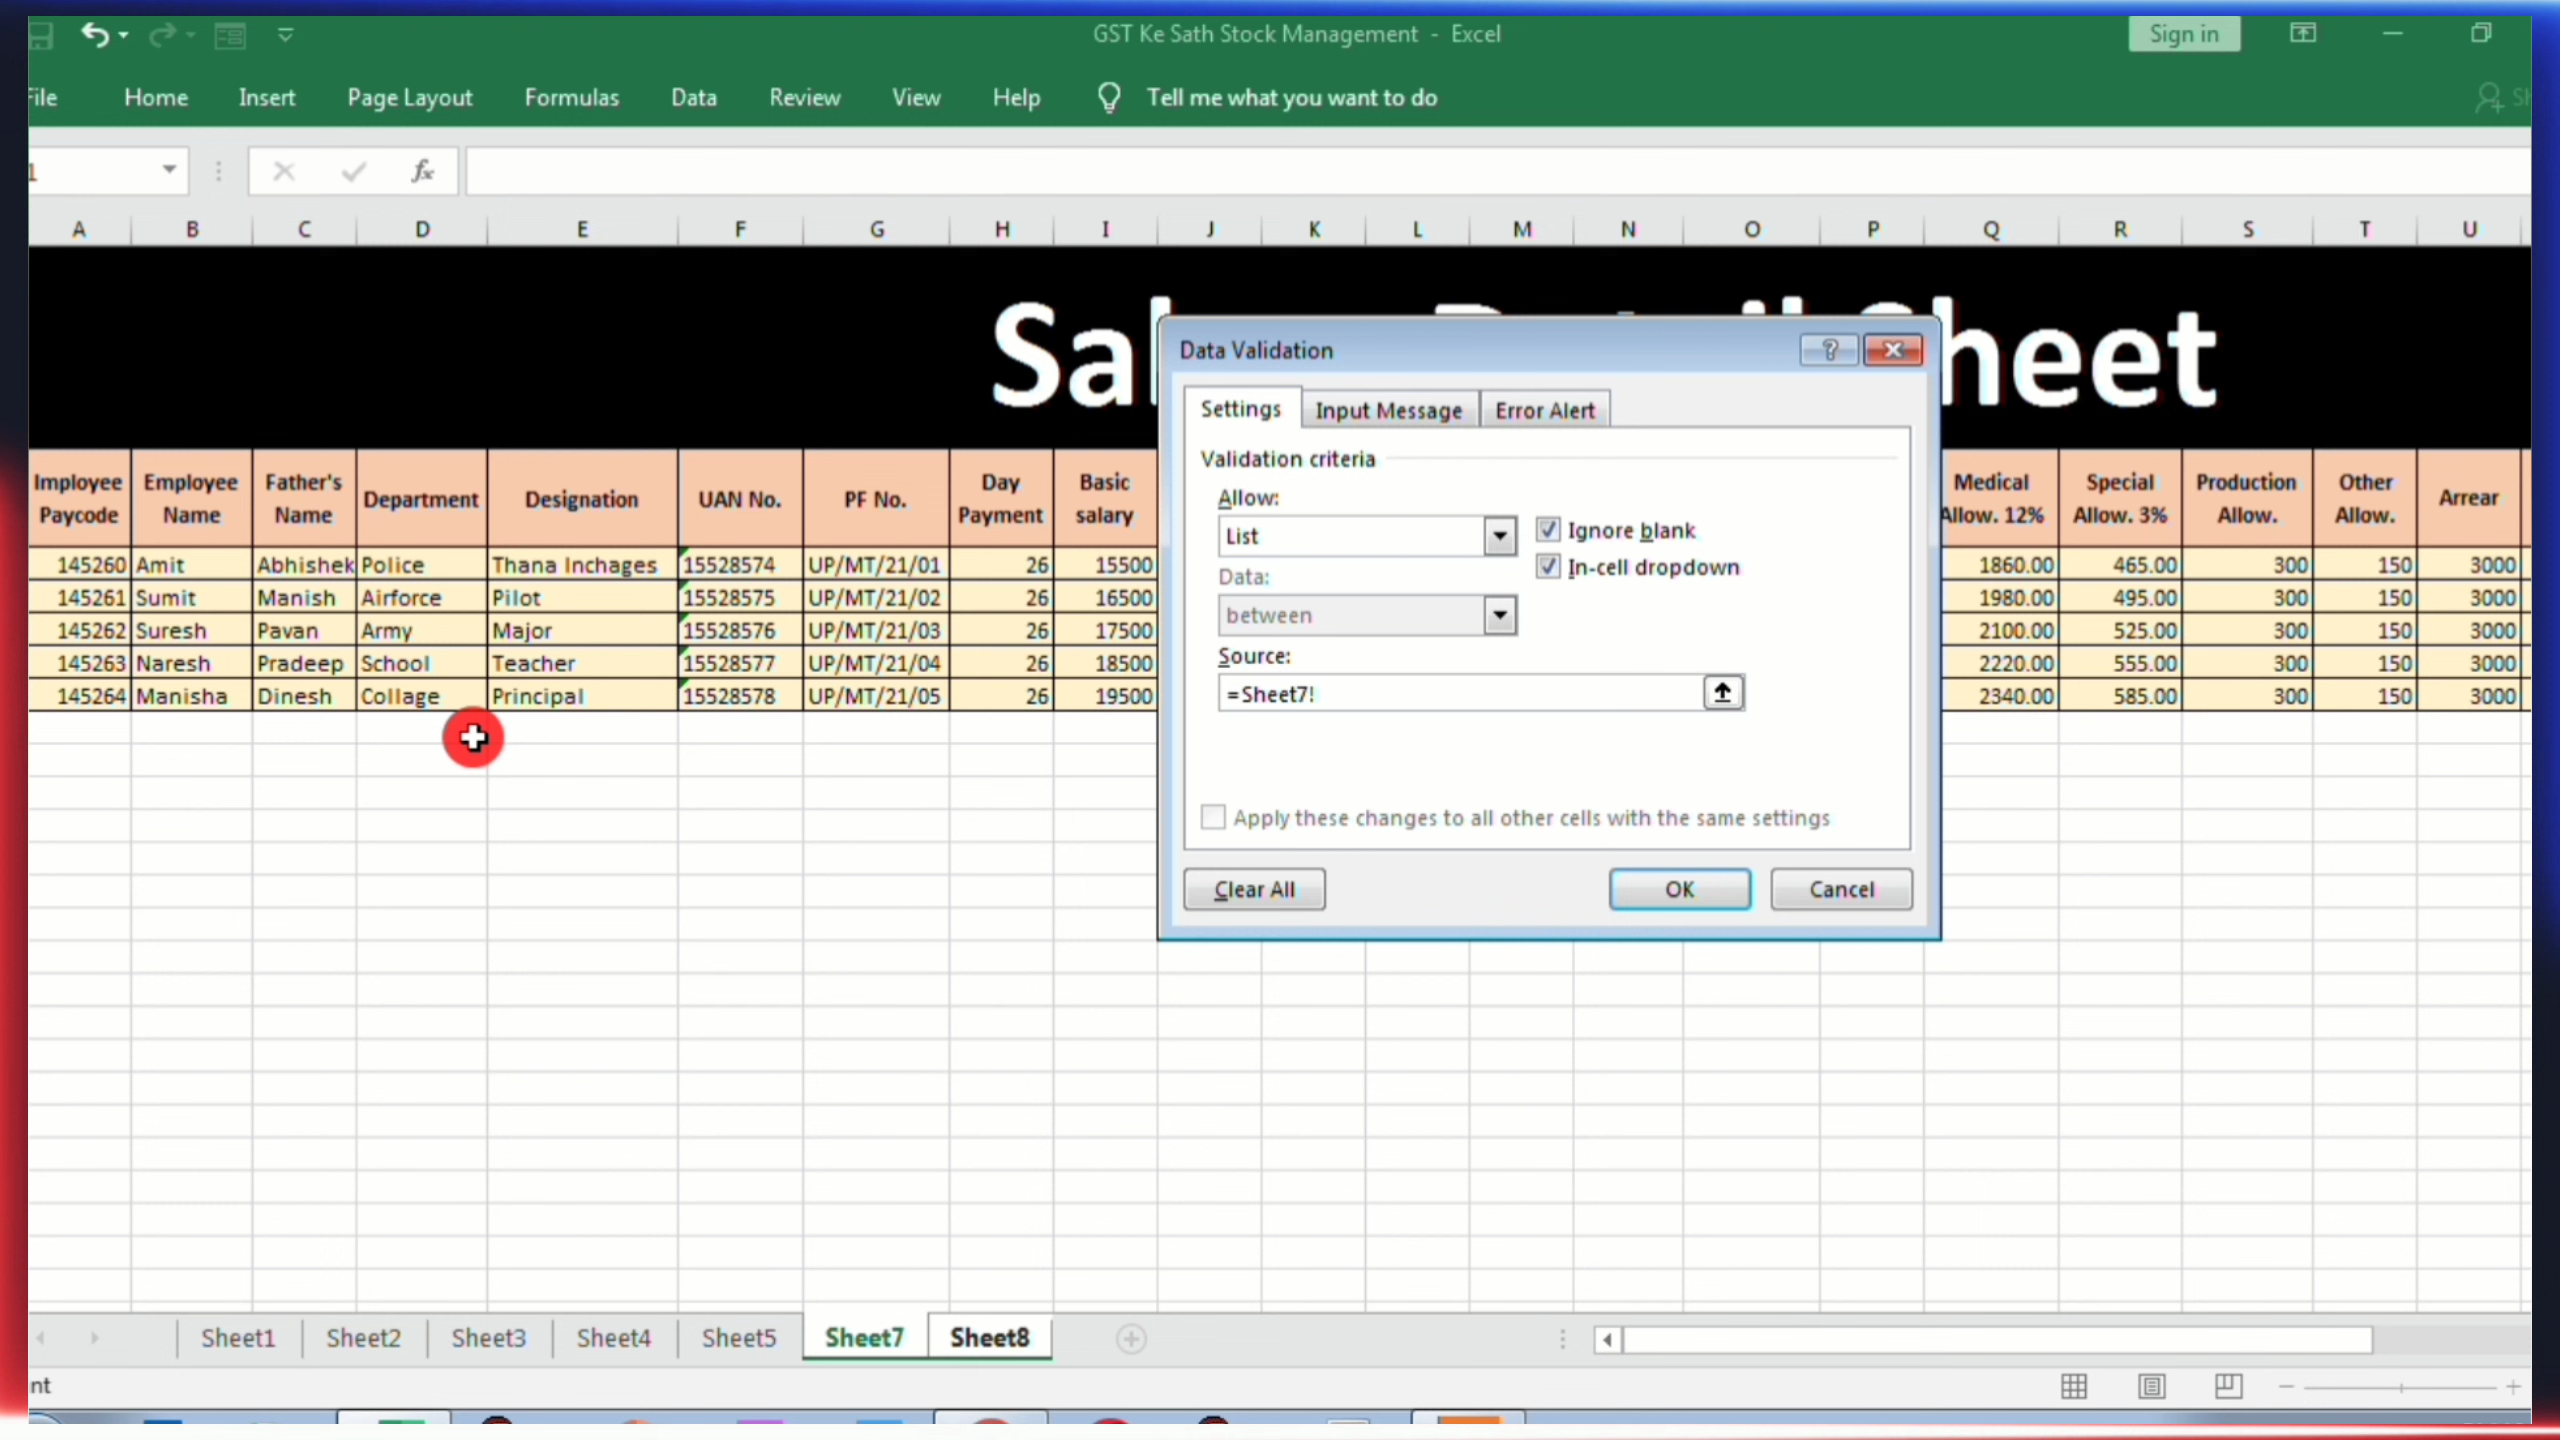 GST Ke Sath Stock Management - Excel
Sign in
File Home Insert Page Layout Formulas Data Review View Help Tell me what you want to do
fx
A B C D E F G H I J K L M N O P Q R S T U
Sal Sheet
Imployee Paycode Employee Name Father's Name Department Designation UAN No. PF No. Day Payment Basic salary Medical Allow. 12% Special Allow. 3% Production Allow. Other Allow. Arrear
145260 Amit Abhishek Police Thana Inchages 15528574 UP/MT/21/01 26 15500 1860.00 465.00 300 150 3000
145261 Sumit Manish Airforce Pilot 15528575 UP/MT/21/02 26 16500 1980.00 495.00 300 150 3000
145262 Suresh Pavan Army Major 15528576 UP/MT/21/03 26 17500 2100.00 525.00 300 150 3000
145263 Naresh Pradeep School Teacher 15528577 UP/MT/21/04 26 18500 2220.00 555.00 300 150 3000
145264 Manisha Dinesh Collage Principal 15528578 UP/MT/21/05 26 19500 2340.00 585.00 300 150 3000
Data Validation
Settings Input Message Error Alert
Validation criteria
Allow:
List
Ignore blank
In-cell dropdown
Data:
between
Source:
=Sheet7!
Apply these changes to all other cells with the same settings
Clear All OK Cancel
Sheet1 Sheet2 Sheet3 Sheet4 Sheet5 Sheet7 Sheet8
nt